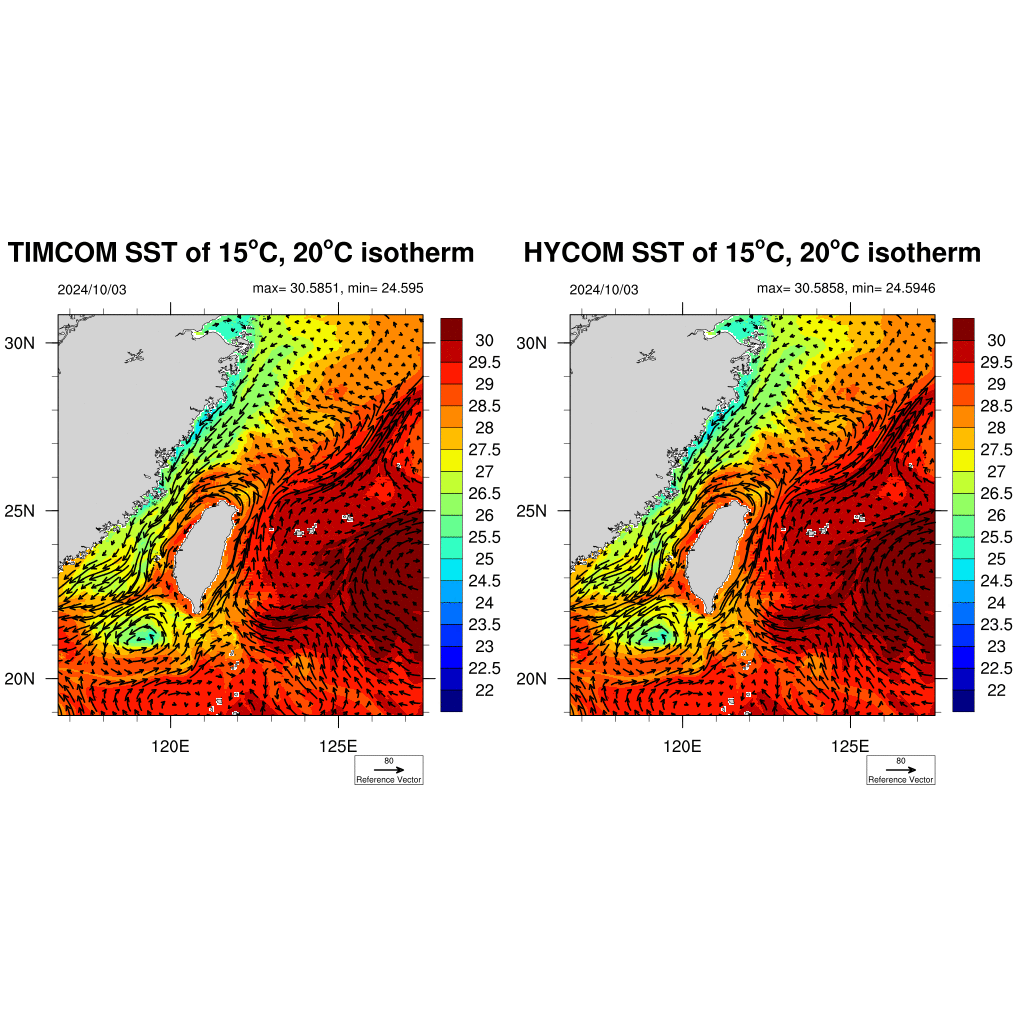 TIMCOM SST of 15°C, 20°C isotherm
2024/10/03
max= 30.5851, min= 24.595
30N
25N
20N
120E
125E
30
29.5
29
28.5
28
27.5
27
26.5
26
25.5
25
24.5
24
23.5
23
22.5
22
80
Reference Vector
HYCOM SST of 15°C, 20°C isotherm
2024/10/03
max= 30.5858, min= 24.5946
30N
25N
20N
120E
125E
30
29.5
29
28.5
28
27.5
27
26.5
26
25.5
25
24.5
24
23.5
23
22.5
22
80
Reference Vector